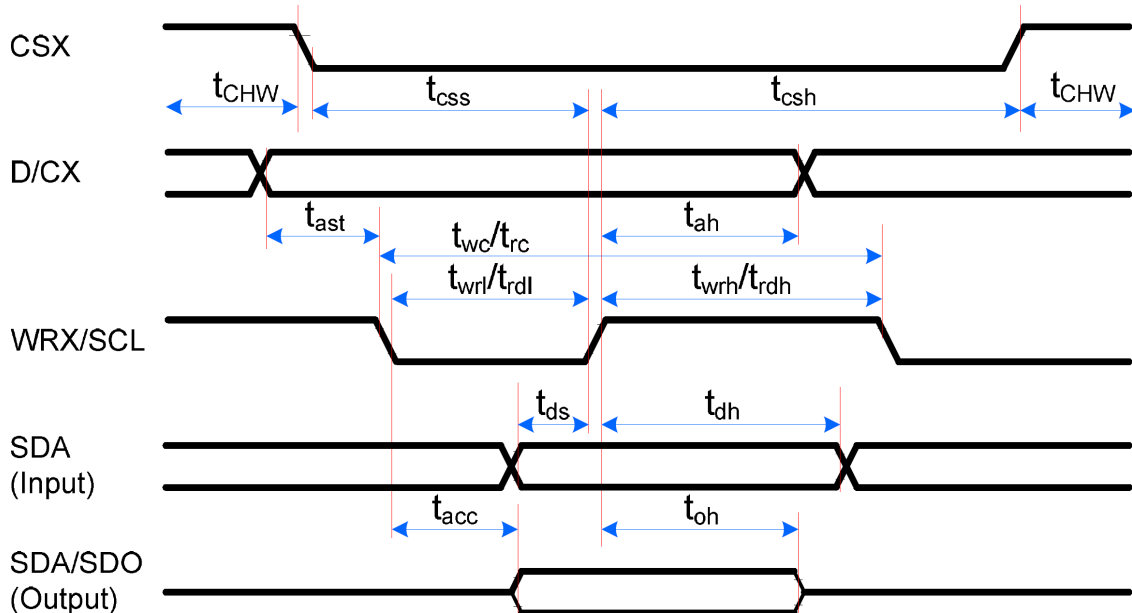 CSX
tCHW
tcss
tcsh
tCHW
D/CX
tast
tah
twc/trc
twrl/trdl
twrh/trdh
WRX/SCL
tds
tdh
SDA
(Input)
tacc
toh
SDA/SDO
(Output)